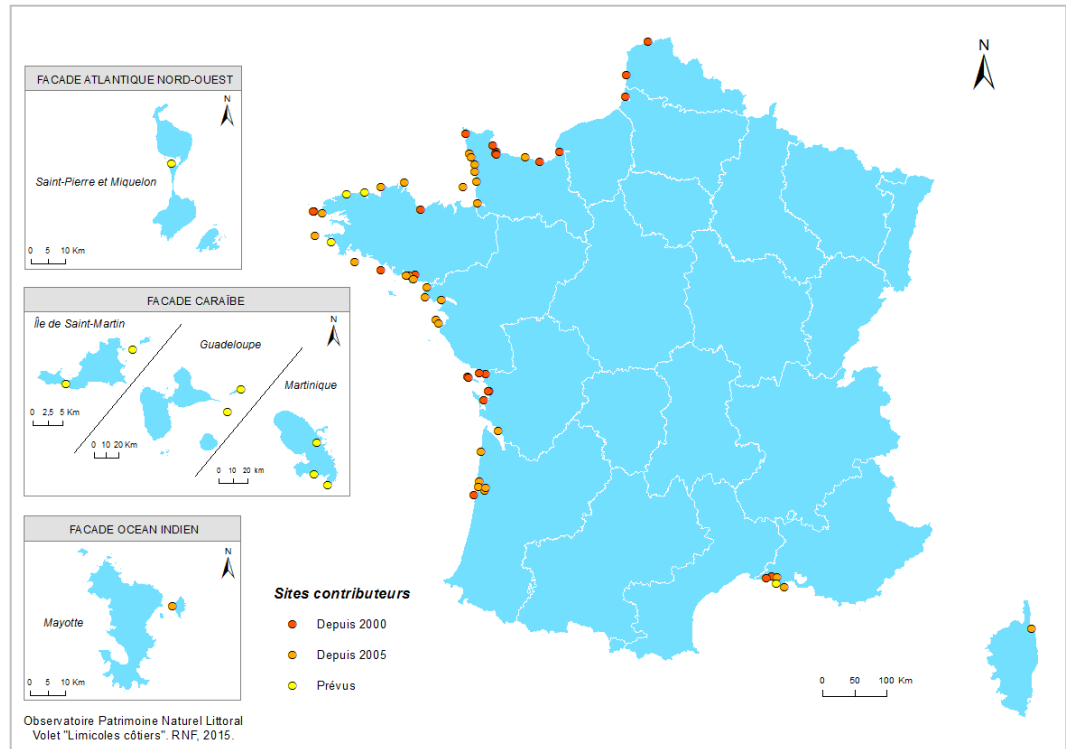 FACADE ATLANTIQUE NORD-OUEST
N
Saint-Pierre et Miquelon
0 5 10 Km
FACADE CARAÏBE
Île de Saint-Martin
N
Guadeloupe
Martinique
0 2,5 5 Km
0 10 20 Km
0 10 20 km
FACADE OCEAN INDIEN
N
Mayotte
0 5 10 Km
Observatoire Patrimoine Naturel Littoral
Volet "Limicoles côtiers". RNF, 2015.
N
Sites contributeurs
Depuis 2000
Depuis 2005
Prévus
0 50 100 Km